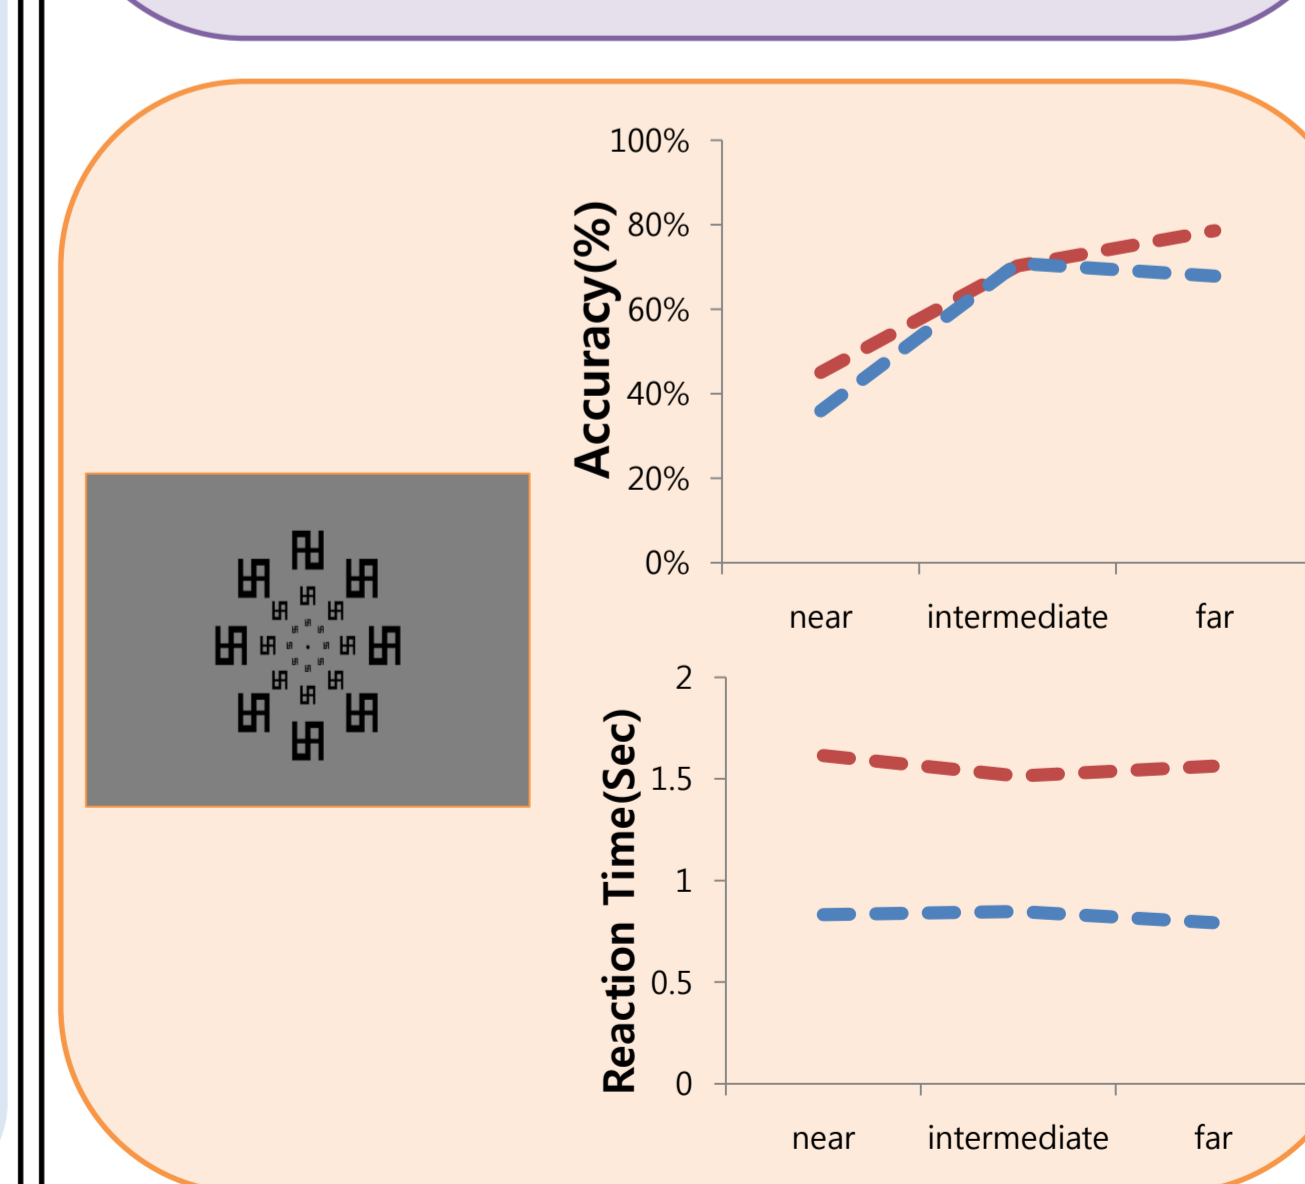 Accuracy(%)
100%
80%
60%
40%
20%
0%
near intermediate far
Reaction Time(Sec)
2
1.5
1
0.5
0
near intermediate far